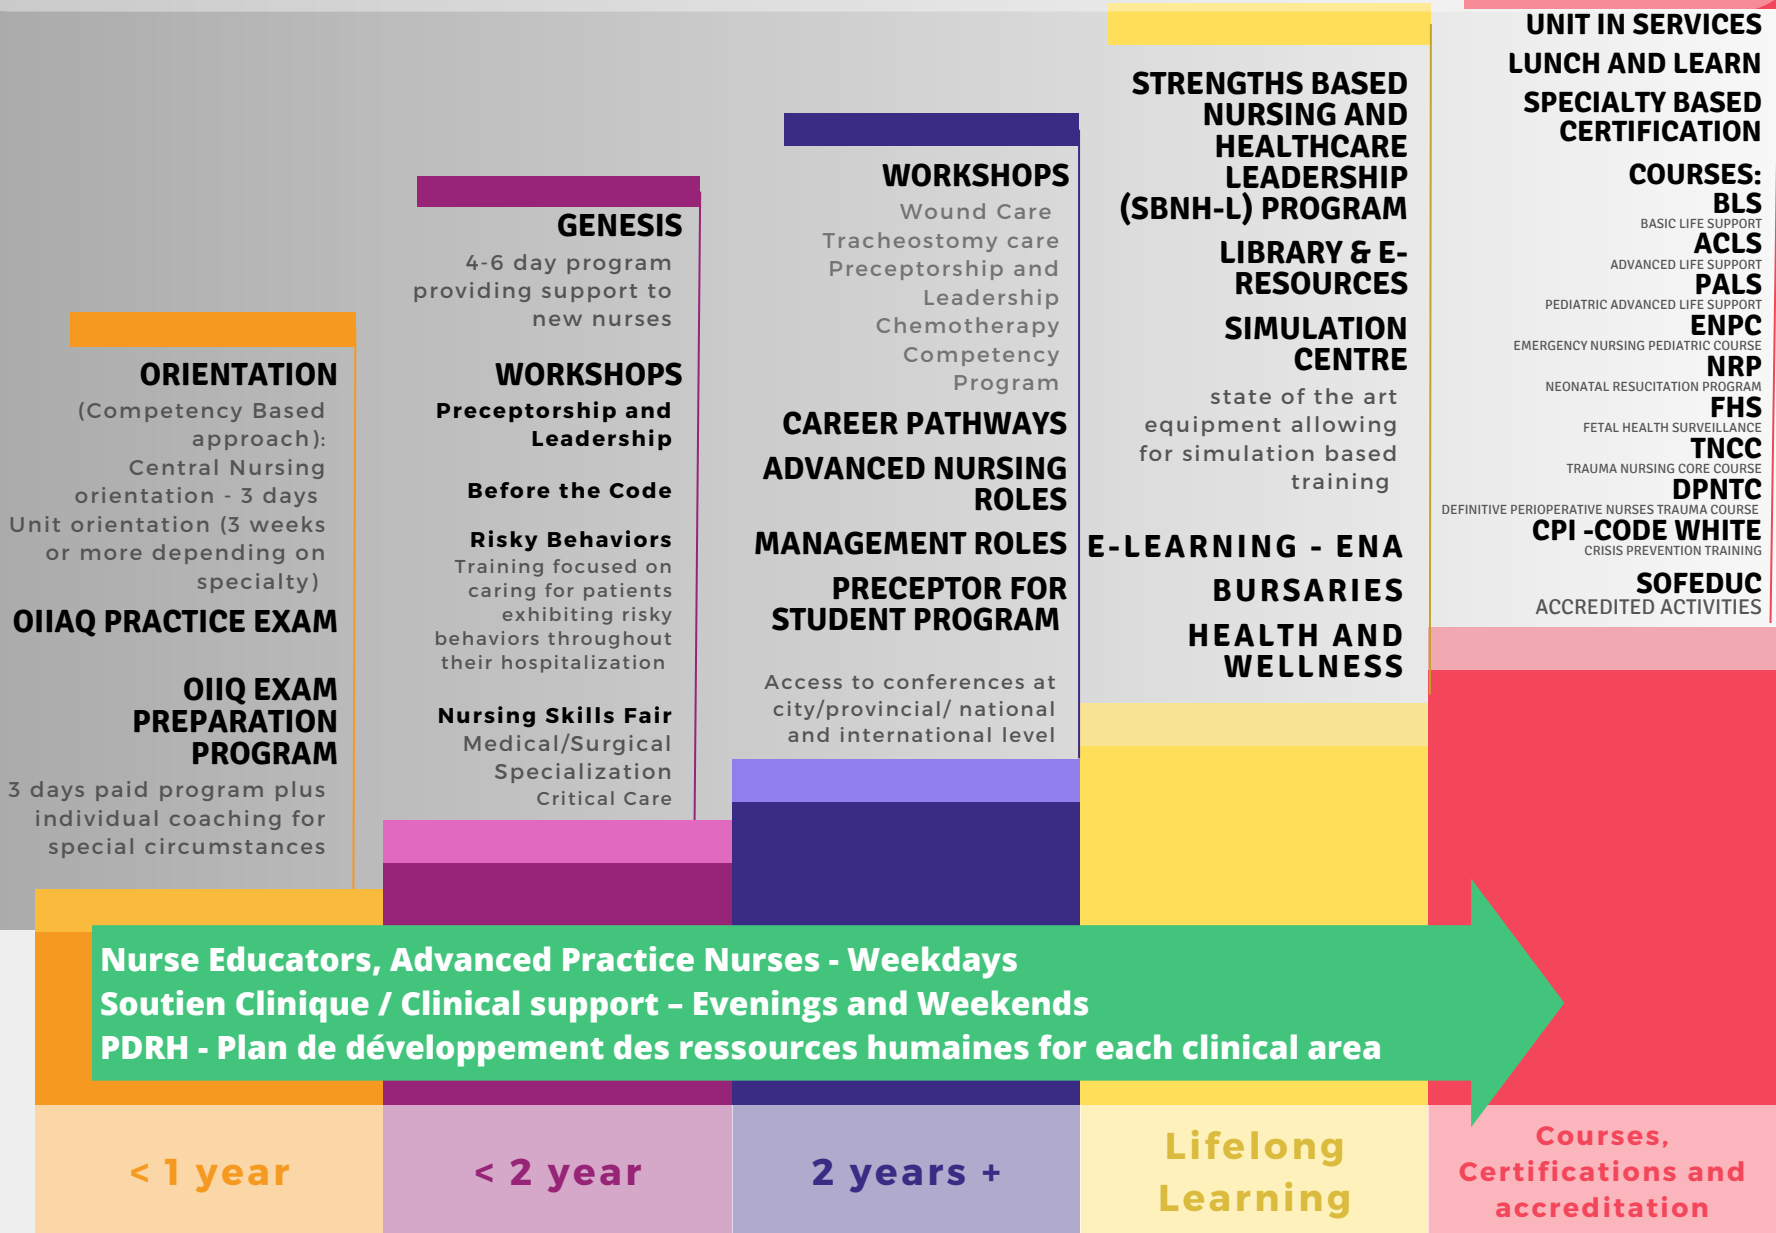 ORIENTATION
(Competency Based
approach):
Central Nursing
orientation - 3 days
Unit orientation (3 weeks
or more depending on
specialty)
OIIAQ PRACTICE EXAM
OIIQ EXAM
PREPARATION
PROGRAM
3 days paid program plus
individual coaching for
special circumstances
GENESIS
4-6 day program
providing support to
new nurses
WORKSHOPS
Preceptorship and
Leadership
Before the Code
Risky Behaviors
Training focused on
caring for patients
exhibiting risky
behaviors throughout
their hospitalization
Nursing Skills Fair
Medical/Surgical
Specialization
Critical Care
WORKSHOPS
Wound Care
Tracheostomy care
Preceptorship and
Leadership
Chemotherapy
Competency
Program
CAREER PATHWAYS
ADVANCED NURSING
ROLES
MANAGEMENT ROLES
PRECEPTOR FOR
STUDENT PROGRAM
Access to conferences at
city/provincial/ national
and international level
STRENGTHS BASED
NURSING AND
HEALTHCARE
LEADERSHIP
(SBNH-L) PROGRAM
LIBRARY & E-
RESOURCES
SIMULATION
CENTRE
state of the art
equipment allowing
for simulation based
training
E-LEARNING - ENA
BURSARIES
HEALTH AND
WELLNESS
UNIT IN SERVICES
LUNCH AND LEARN
SPECIALTY BASED
CERTIFICATION
COURSES:
BLS
BASIC LIFE SUPPORT
ACLS
ADVANCED LIFE SUPPORT
PALS
PEDIATRIC ADVANCED LIFE SUPPORT
ENPC
EMERGENCY NURSING PEDIATRIC COURSE
NRP
NEONATAL RESUCITATION PROGRAM
FHS
FETAL HEALTH SURVEILLANCE
TNCC
TRAUMA NURSING CORE COURSE
DPNTC
DEFINITIVE PERIOPERATIVE NURSES TRAUMA COURSE
CPI -CODE WHITE
CRISIS PREVENTION TRAINING
SOFEDUC
ACCREDITED ACTIVITIES
Nurse Educators, Advanced Practice Nurses - Weekdays
Soutien Clinique / Clinical support – Evenings and Weekends
PDRH - Plan de développement des ressources humaines for each clinical area
< 1 year
< 2 year
2 years +
Lifelong
Learning
Courses,
Certifications and
accreditation